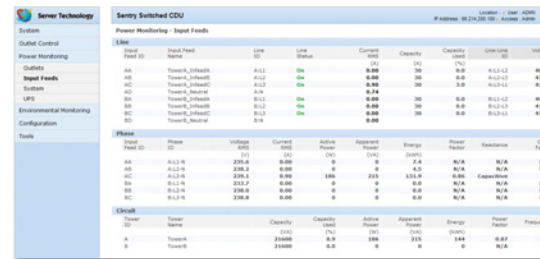 Server Technology
Sentry Switched CDU
Location : User ADMN
IP Address 66.214.208.100 : Access Admin
System
Outlet Control
Power Monitoring
Outlets
Input Feeds
System
UPS
Environmental Monitoring
Configuration
Tools
Power Monitoring - Input Feeds
Line
Input Feed ID Input Feed Name Line ID Line Status Current RMS Capacity Capacity Used Line-Line ID
(A) (A) (%)
AA TowerA_InfeedA A:L1 On 0.00 30 0.0 A:L1-L2
AB TowerA_InfeedB A:L2 On 0.00 30 0.0 A:L2-L3
AC TowerA_InfeedC A:L3 On 0.90 30 3.0 A:L3-L1
AD TowerA_Neutral A:N 0.74
BA TowerB_InfeedA B:L1 On 0.00 30 0.0 B:L1-L2
BB TowerB_InfeedB B:L2 On 0.00 30 0.0 B:L2-L3
BC TowerB_InfeedC B:L3 On 0.00 30 0.0 B:L3-L1
BD TowerB_Neutral B:N 0.00
Phase
Input Feed ID Phase ID Voltage RMS Current RMS Active Power Apparent Power Energy Power Factor Reactance
(V) (A) (W) (VA) (kWh)
AA A:L1-N 235.6 0.00 0 0 7.4 N/A N/A
AB A:L2-N 238.2 0.00 0 0 4.5 N/A N/A
AC A:L3-N 239.1 0.90 186 215 131.9 0.86 Capacitive
BA B:L1-N 233.7 0.00 0 0 0.0 N/A N/A
BB B:L2-N 238.0 0.00 0 0 0.0 N/A N/A
BC B:L3-N 238.8 0.00 0 0 0.0 N/A N/A
Circuit
Tower ID Tower Name Capacity Capacity Used Active Power Apparent Power Energy Power Factor
(VA) (%) (W) (VA) (kWh)
A TowerA 21600 0.9 186 215 144 0.87
B TowerB 21600 0.0 0 0 0 N/A